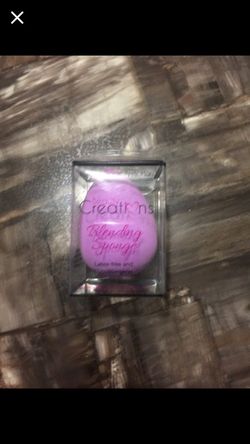 Creations
Blending
Sponge
Latex-free and